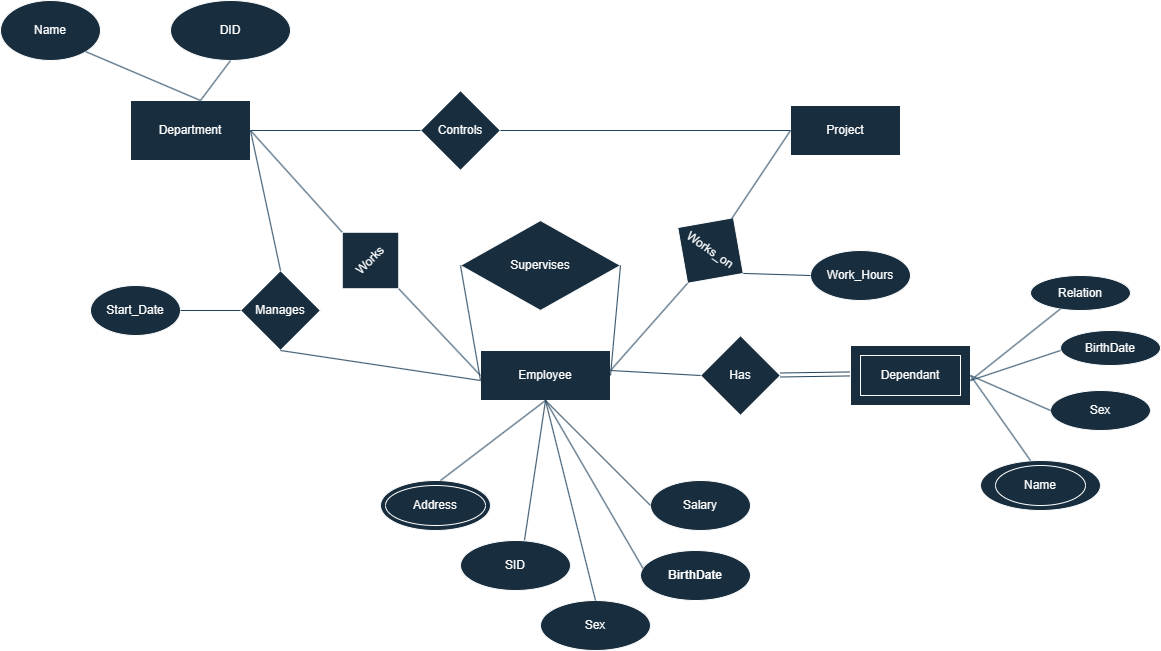 Name
DID
Department
Controls
Project
Works
Supervises
Works_on
Work_Hours
Start_Date
Manages
Relation
BirthDate
Employee
Has
Dependant
Sex
Name
Address
Salary
SID
BirthDate
Sex